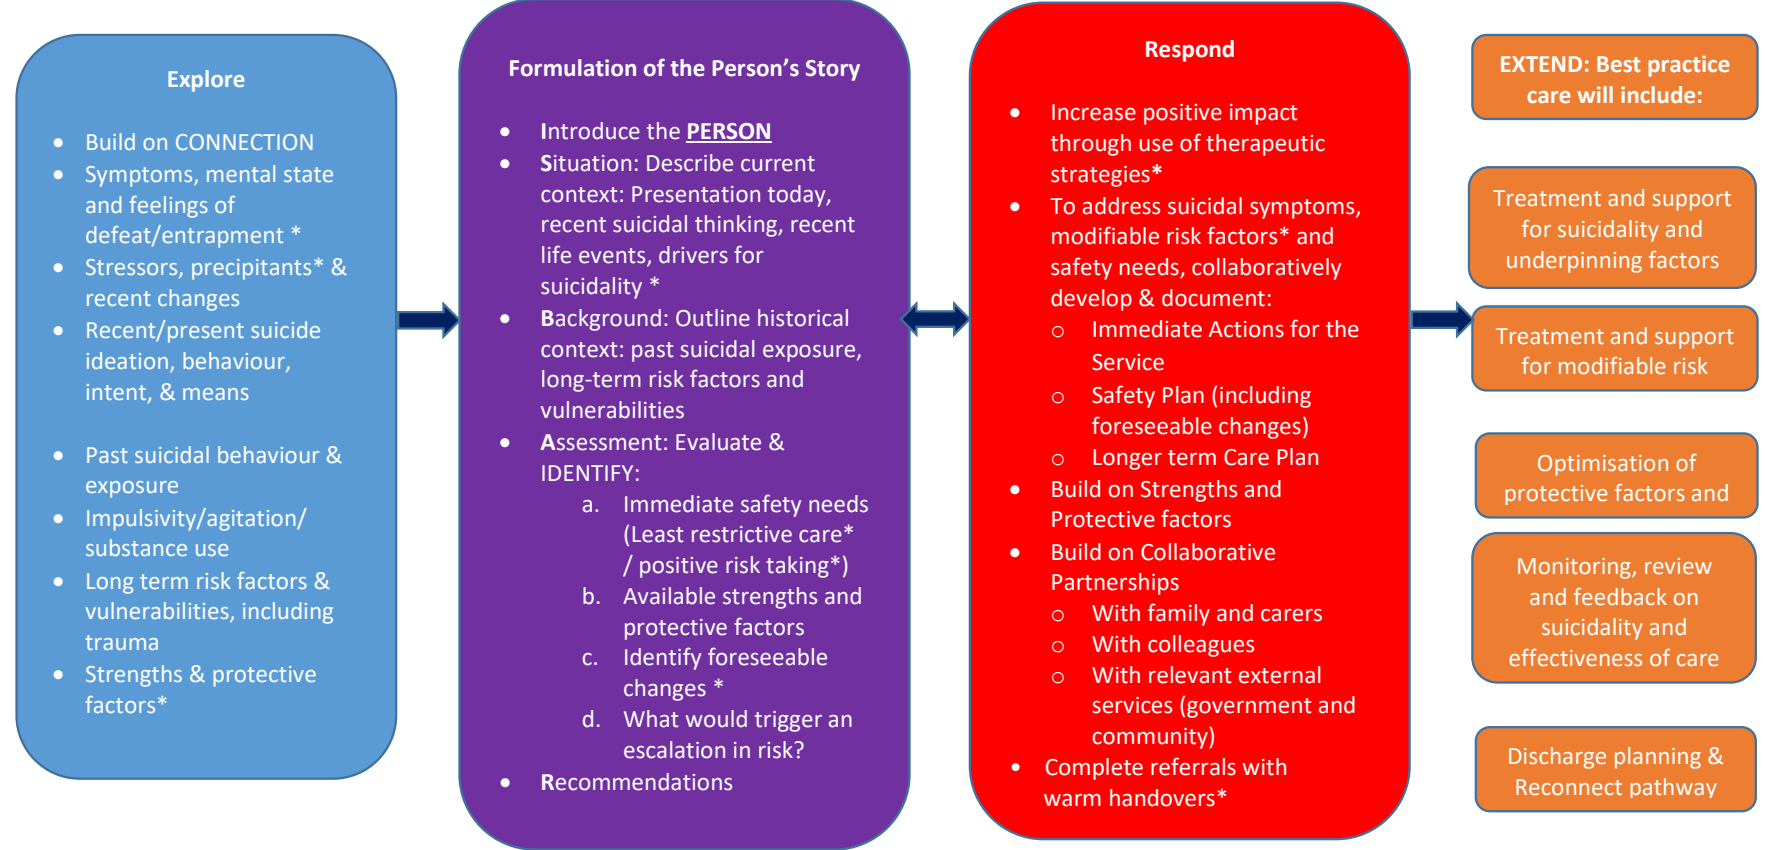 Explore
• Build on CONNECTION
• Symptoms, mental state
and feelings of
defeat/entrapment *
• Stressors, precipitants* &
recent changes
• Recent/present suicide
ideation, behaviour,
intent, & means
• Past suicidal behaviour &
exposure
• Impulsivity/agitation/
substance use
• Long term risk factors &
vulnerabilities, including
trauma
• Strengths & protective
factors*
Formulation of the Person's Story
• Introduce the PERSON
• Situation: Describe current
context: Presentation today,
recent suicidal thinking, recent
life events, drivers for
suicidality *
• Background: Outline historical
context: past suicidal exposure,
long-term risk factors and
vulnerabilities
• Assessment: Evaluate &
IDENTIFY:
a. Immediate safety needs
(Least restrictive care*
/ positive risk taking*)
b. Available strengths and
protective factors
c. Identify foreseeable
changes *
d. What would trigger an
escalation in risk?
• Recommendations
Respond
• Increase positive impact
through use of therapeutic
strategies*
• To address suicidal symptoms,
modifiable risk factors* and
safety needs, collaboratively
develop & document:
o Immediate Actions for the
Service
o Safety Plan (including
foreseeable changes)
o Longer term Care Plan
• Build on Strengths and
Protective factors
• Build on Collaborative
Partnerships
o With family and carers
o With colleagues
o With relevant external
services (government and
community)
• Complete referrals with
warm handovers*
EXTEND: Best practice
care will include:
Treatment and support
for suicidality and
underpinning factors
Treatment and support
for modifiable risk
Optimisation of
protective factors and
Monitoring, review
and feedback on
suicidality and
effectiveness of care
Discharge planning &
Reconnect pathway